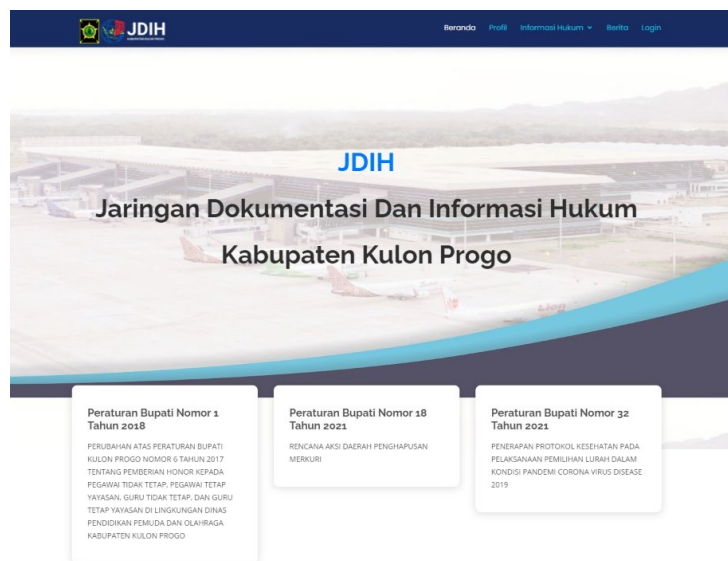 JDIH
Beranda Profil Informasi Hukum Berita Login
JDIH
Jaringan Dokumentasi Dan Informasi Hukum
Kabupaten Kulon Progo
Lion
Peraturan Bupati Nomor 1
Tahun 2018
PERUBAHAN ATAS PERATURAN BUPATI
KULON PROGO NOMOR 6 TAHUN 2017
TENTANG PEMBERIAN HONOR KEPADA
PEGAWAI TIDAK TETAP, PEGAWAI TETAP
YAYASAN, GURU TIDAK TETAP, DAN GURU
TETAP YAYASAN DI LINGKUNGAN DINAS
PENDIDIKAN PEMUDA DAN OLAHRAGA
KABUPATEN KULON PROGO
Peraturan Bupati Nomor 18
Tahun 2021
RENCANA AKSI DAERAH PENGHAPUSAN
MERKURI
Peraturan Bupati Nomor 32
Tahun 2021
PENERAPAN PROTOKOL KESEHATAN PADA
PELAKSANAAN PEMILIHAN LURAH DALAM
KONDISI PANDEMI CORONA VIRUS DISEASE
2019